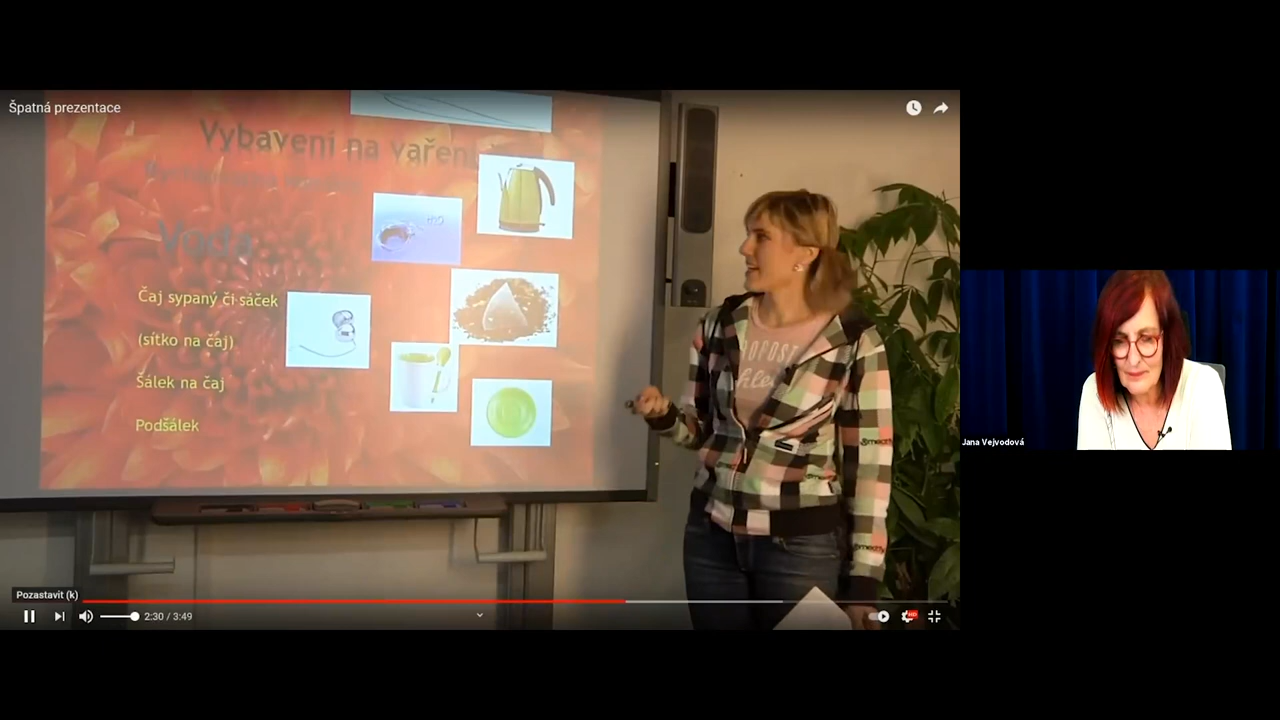 Špatná prezentace
Vybavení na vaření
H2O
Voda
Čaj sypaný či sáček
(sítko na čaj)
Šálek na čaj
Podšálek
Jana Vejvodová
Pozastavit (k)
2:30 / 3:49